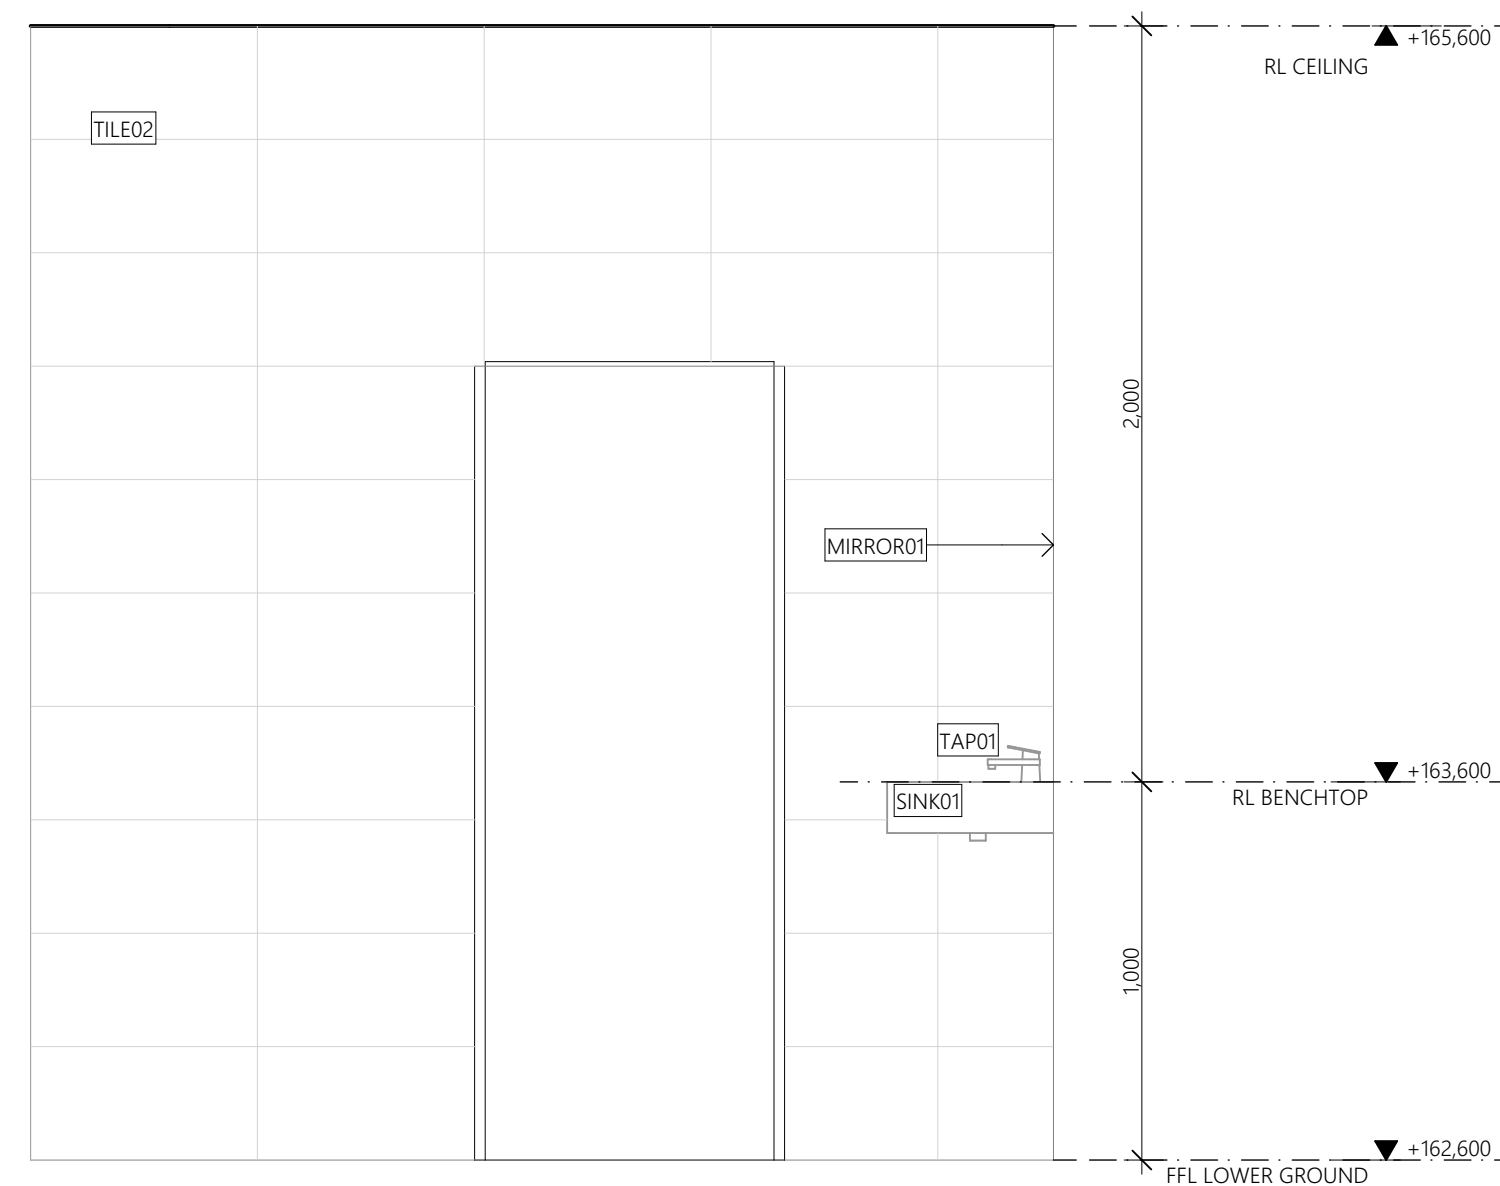 +165,600
RL CEILING
TILE02
2,000
MIRROR01
TAP01
+163,600
SINK01
RL BENCHTOP
1,000
+162,600
FFL LOWER GROUND